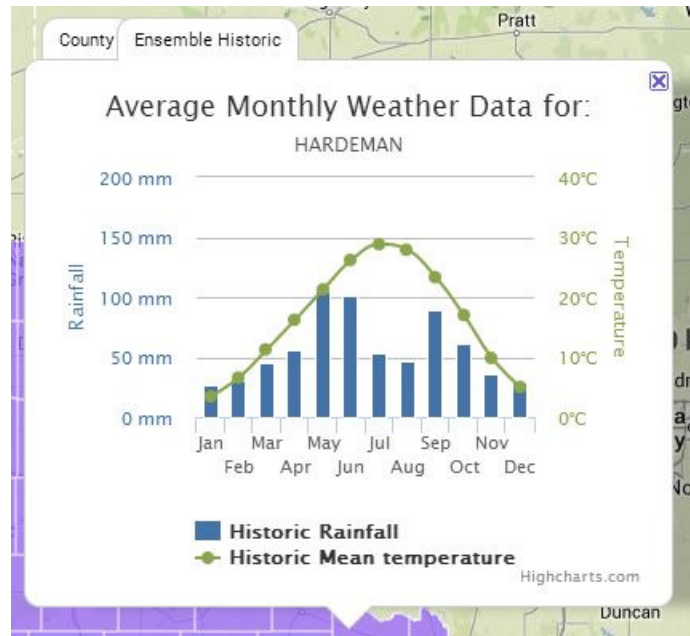 Pratt
County
Ensemble Historic
Average Monthly Weather Data for:
HARDEMAN
200 mm
150 mm
100 mm
50 mm
0 mm
Rainfall
40°C
30°C
20°C
10°C
0°C
Temperature
Jan
Feb
Mar
Apr
May
Jun
Jul
Aug
Sep
Oct
Nov
Dec
Historic Rainfall
Historic Mean temperature
Highcharts.com
Duncan